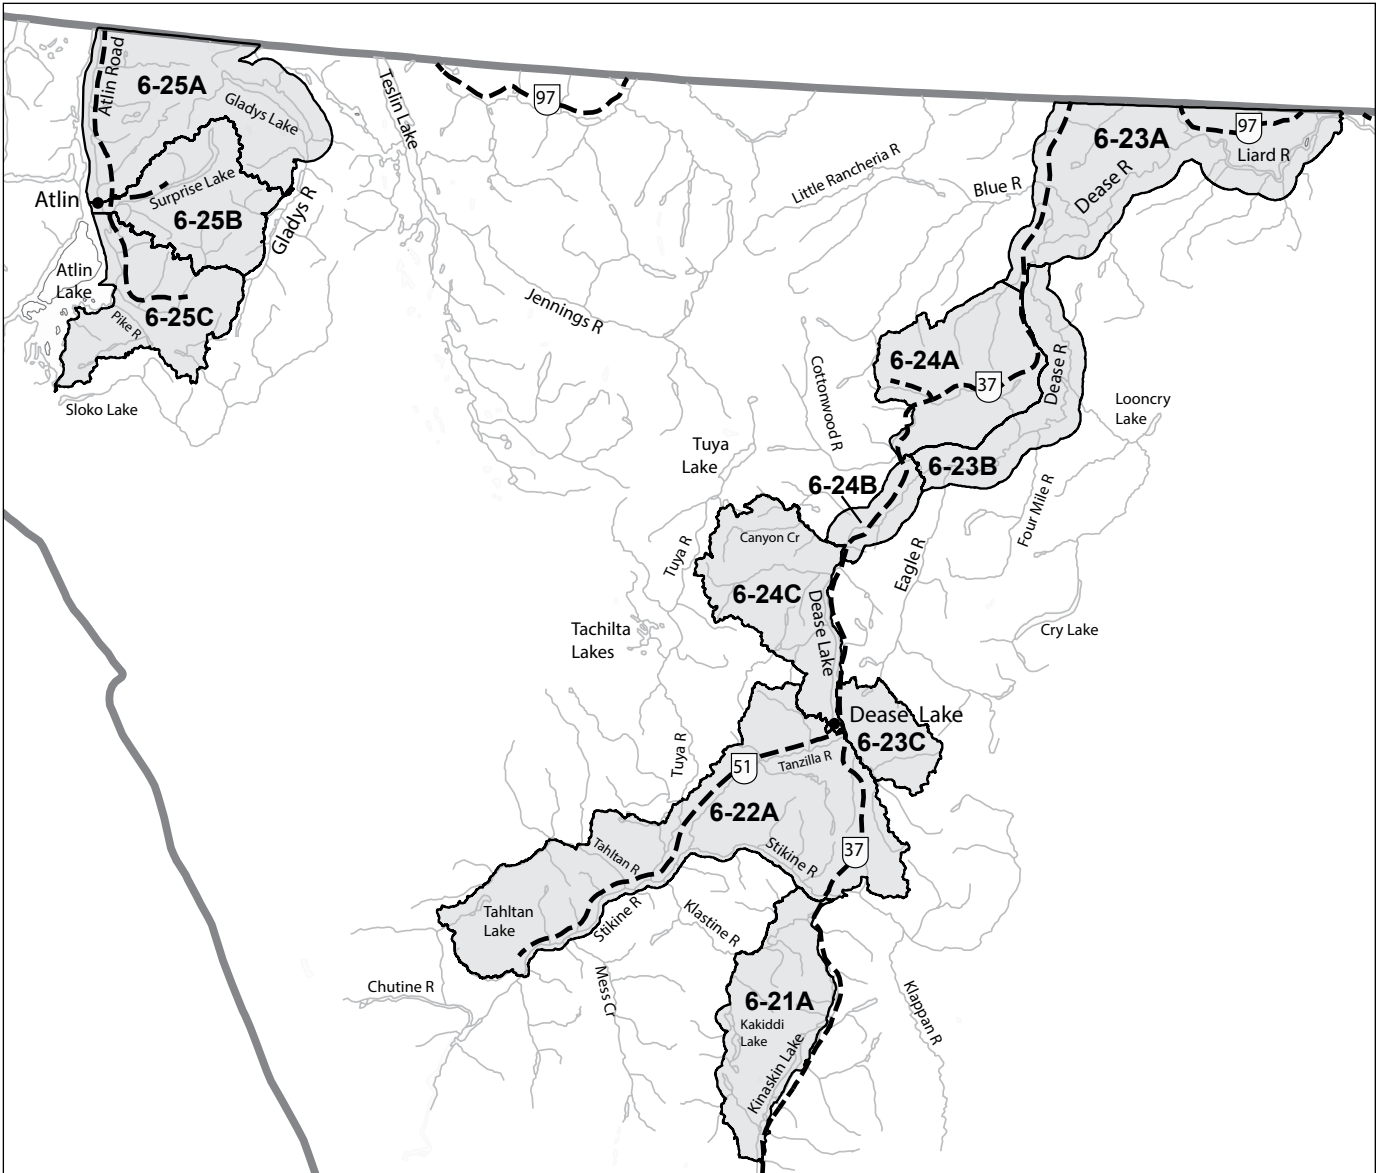 Atlin Road
6-25A
Gladys Lake
Teslin Lake
97
6-23A
97
Liard R
Dease R
Little Rancheria R
Blue R
Atlin
Surprise Lake
6-25B
Gladys R
Atlin
Lake
Pike R
6-25C
Sloko Lake
Jennings R
Cottonwood R
6-24A
37
Dease R
Looncry
Lake
Tuya
Lake
6-23B
6-24B
Four Mile R
Eagle R
Canyon Cr
Tuya R
6-24C
Dease Lake
Tachilta
Lakes
Cry Lake
Dease Lake
6-23C
Tuya R
51
Tanzilla R
6-22A
37
Stikine R
Tahltan R
Tahltan
Lake
Stikine R
Klastine R
Mess Cr
Chutine R
6-21A
Kakiddi
Lake
Kinaskin Lake
Klappan R